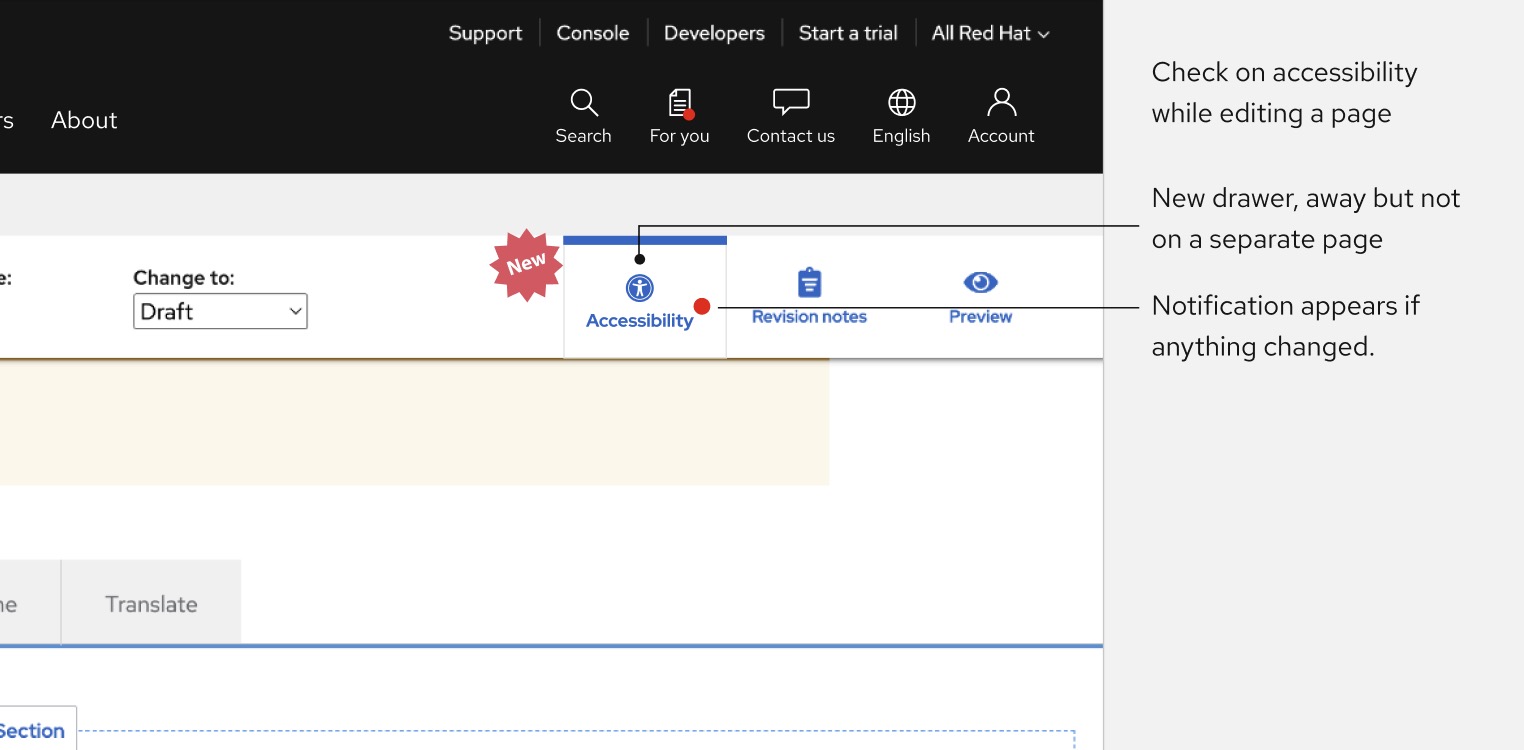 Support Console Developers Start a trial All Red Hat
About
Search For you Contact us English Account
Check on accessibility
while editing a page
New drawer, away but not
on a separate page
New
Change to:
Draft
Accessibility Revision notes Preview
Notification appears if
anything changed.
Translate
Section